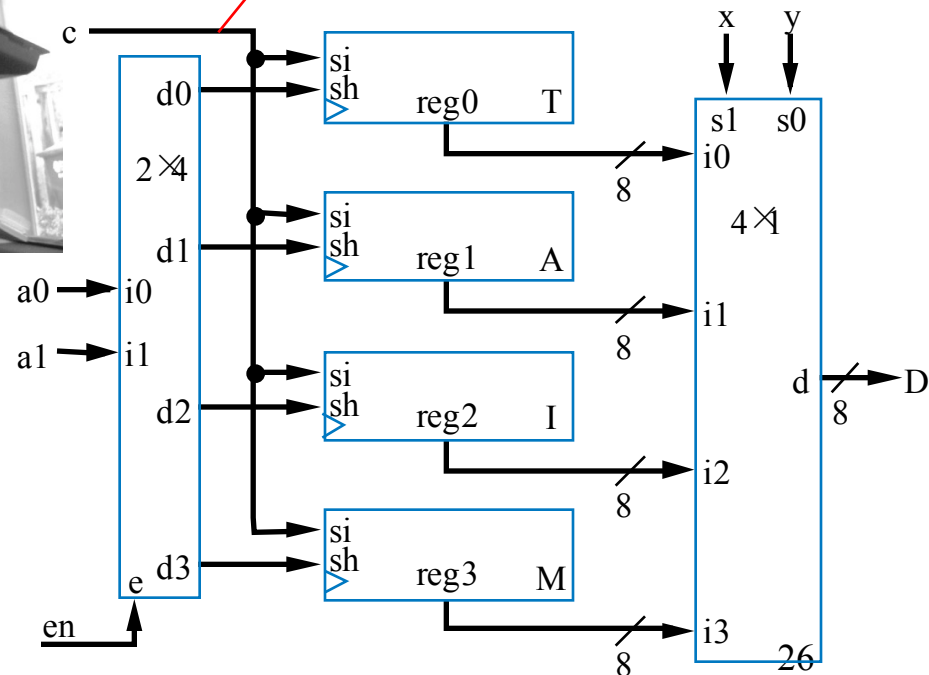 c
x y
si
sh
d0
reg0 T
s1 s0
i0
2×4
8
4×1
si
sh
d1
reg1 A
a0
i0
i1
a1
i1
8
si
sh
d D
8
d2
reg2 I
i2
8
si
sh
d3
e
reg3 M
en
i3
8
26